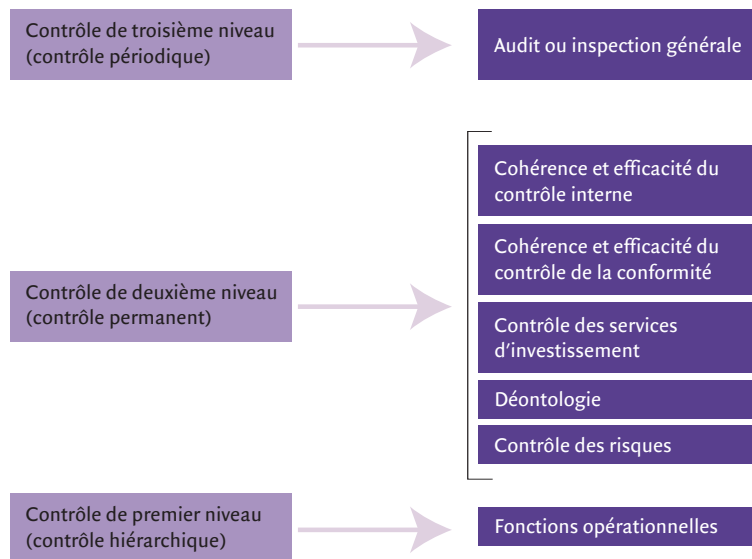 Contrôle de troisième niveau
(contrôle périodique)
Audit ou inspection générale
Cohérence et efficacité du
contrôle interne
Cohérence et efficacité du
contrôle de la conformité
Contrôle de deuxième niveau
(contrôle permanent)
Contrôle des services
d’investissement
Déontologie
Contrôle des risques
Contrôle de premier niveau
(contrôle hiérarchique)
Fonctions opérationnelles